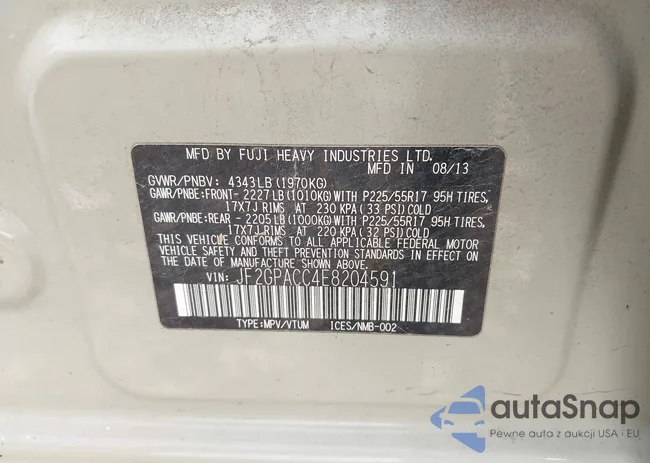 MFD BY FUJI HEAVY INDUSTRIES LTD.
MFD IN 08/13
GVWR/PNBV: 4343LB(1970KG)
GAWR/PNBE:FRONT-2227LB(1010KG)WITH P225/55R17 95H TIRES,
17X7J RIMS AT 230 KPA(33 PSI)COLD
GAWR/PNBE:REAR -2205LB(1000KG)WITH P225/55R17 95H TIRES,
17X7J RIMS AT 220 KPA(32 PSI)COLD
THIS VEHICLE CONFORMS TO ALL APPLICABLE FEDERAL MOTOR
VEHICLE SAFETY AND THEFT PREVENTION STANDARDS IN EFFECT ON
THE DATE OF MANUFACTURE SHOWN ABOVE.
VIN: JF2GPACC4E8204591
TYPE:MPV/VTUM ICES/NMB-002
autaSnap
Pewne auta z aukcji USA i EU